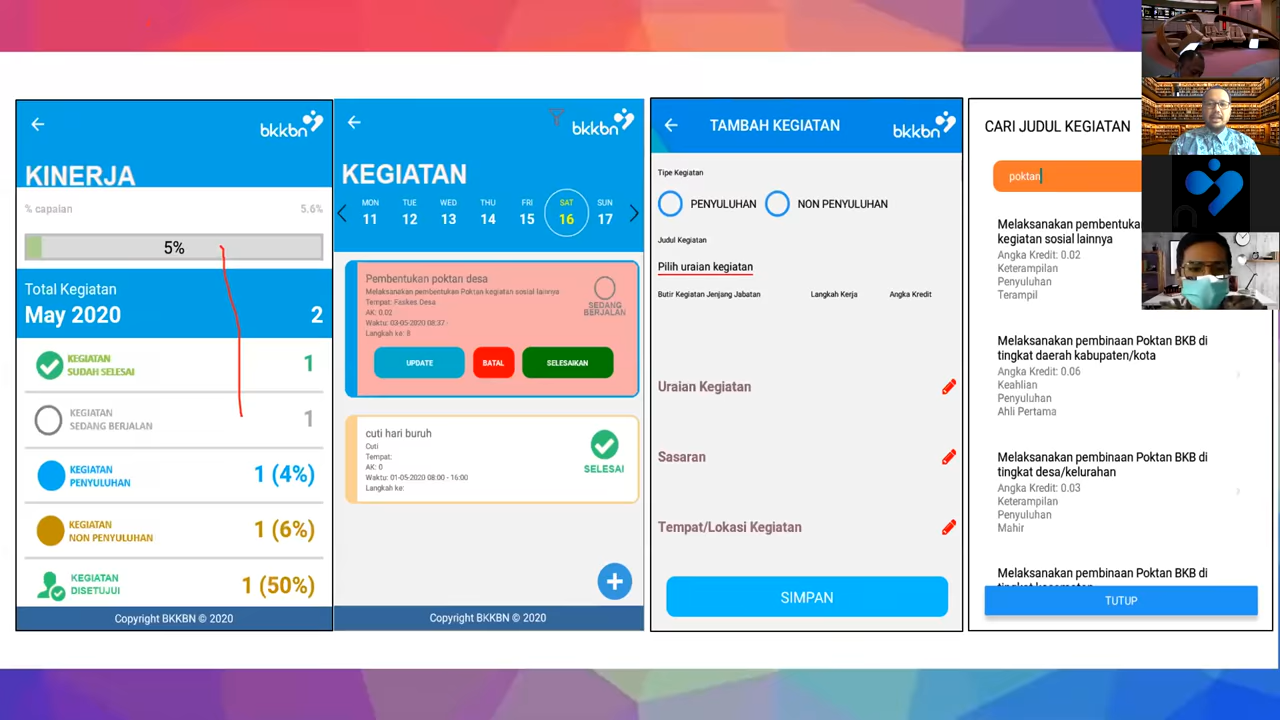 bkkbn
KINERJA
% capaian 5.6%
5%
Total Kegiatan
May 2020 2
KEGIATAN
SUDAH SELESAI 1
KEGIATAN
SEDANG BERJALAN 1
KEGIATAN
PENYULUHAN 1 (4%)
KEGIATAN
NON PENYULUHAN 1 (6%)
KEGIATAN
DISETUJUI 1 (50%)
Copyright BKKBN © 2020
bkkbn
KEGIATAN
MON TUE WED THU FRI SAT SUN
11 12 13 14 15 16 17
Pembentukan poktan desa
Melaksanakan pembentukan Poktan kegiatan sosial lainnya
Tempat: Faskes Desa
AK: 0.02
Waktu: 03-05-2020 08:37 -
Langkah ke: 8
SEDANG
BERJALAN
UPDATE BATAL SELESAIKAN
cuti hari buruh
Cuti
Tempat:
AK: 0
Waktu: 01-05-2020 08:00 - 16:00
Langkah ke:
SELESAI
+
Copyright BKKBN © 2020
TAMBAH KEGIATAN bkkbn
Tipe Kegiatan
PENYULUHAN NON PENYULUHAN
Judul Kegiatan
Pilih uraian kegiatan
Butir Kegiatan Jenjang Jabatan Langkah Kerja Angka Kredit
Uraian Kegiatan
Sasaran
Tempat/Lokasi Kegiatan
SIMPAN
CARI JUDUL KEGIATAN
poktan
Melaksanakan pembentuka
kegiatan sosial lainnya
Angka Kredit: 0.02
Keterampilan
Penyuluhan
Terampil
Melaksanakan pembinaan Poktan BKB di
tingkat daerah kabupaten/kota
Angka Kredit: 0.06
Keahlian
Penyuluhan
Ahli Pertama
Melaksanakan pembinaan Poktan BKB di
tingkat desa/kelurahan
Angka Kredit: 0.03
Keterampilan
Penyuluhan
Mahir
Melaksanakan pembinaan Poktan BKB di
TUTUP